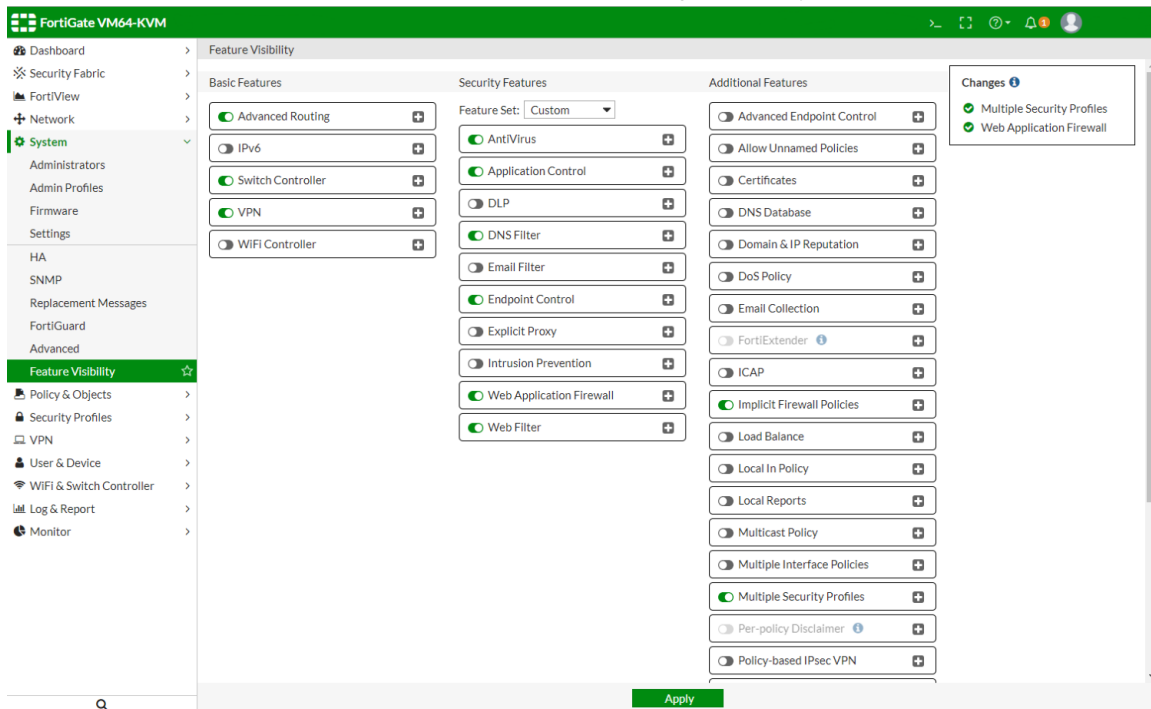 FortiGate VM64-KVM
>_
1
Dashboard
Security Fabric
FortiView
Network
System
Administrators
Admin Profiles
Firmware
Settings
HA
SNMP
Replacement Messages
FortiGuard
Advanced
Feature Visibility
Policy & Objects
Security Profiles
VPN
User & Device
WiFi & Switch Controller
Log & Report
Monitor
Feature Visibility
Basic Features
Advanced Routing
IPv6
Switch Controller
VPN
WiFi Controller
Security Features
Feature Set: Custom
AntiVirus
Application Control
DLP
DNS Filter
Email Filter
Endpoint Control
Explicit Proxy
Intrusion Prevention
Web Application Firewall
Web Filter
Additional Features
Advanced Endpoint Control
Allow Unnamed Policies
Certificates
DNS Database
Domain & IP Reputation
DoS Policy
Email Collection
FortiExtender
ICAP
Implicit Firewall Policies
Load Balance
Local In Policy
Local Reports
Multicast Policy
Multiple Interface Policies
Multiple Security Profiles
Per-policy Disclaimer
Policy-based IPsec VPN
Changes
Multiple Security Profiles
Web Application Firewall
Apply